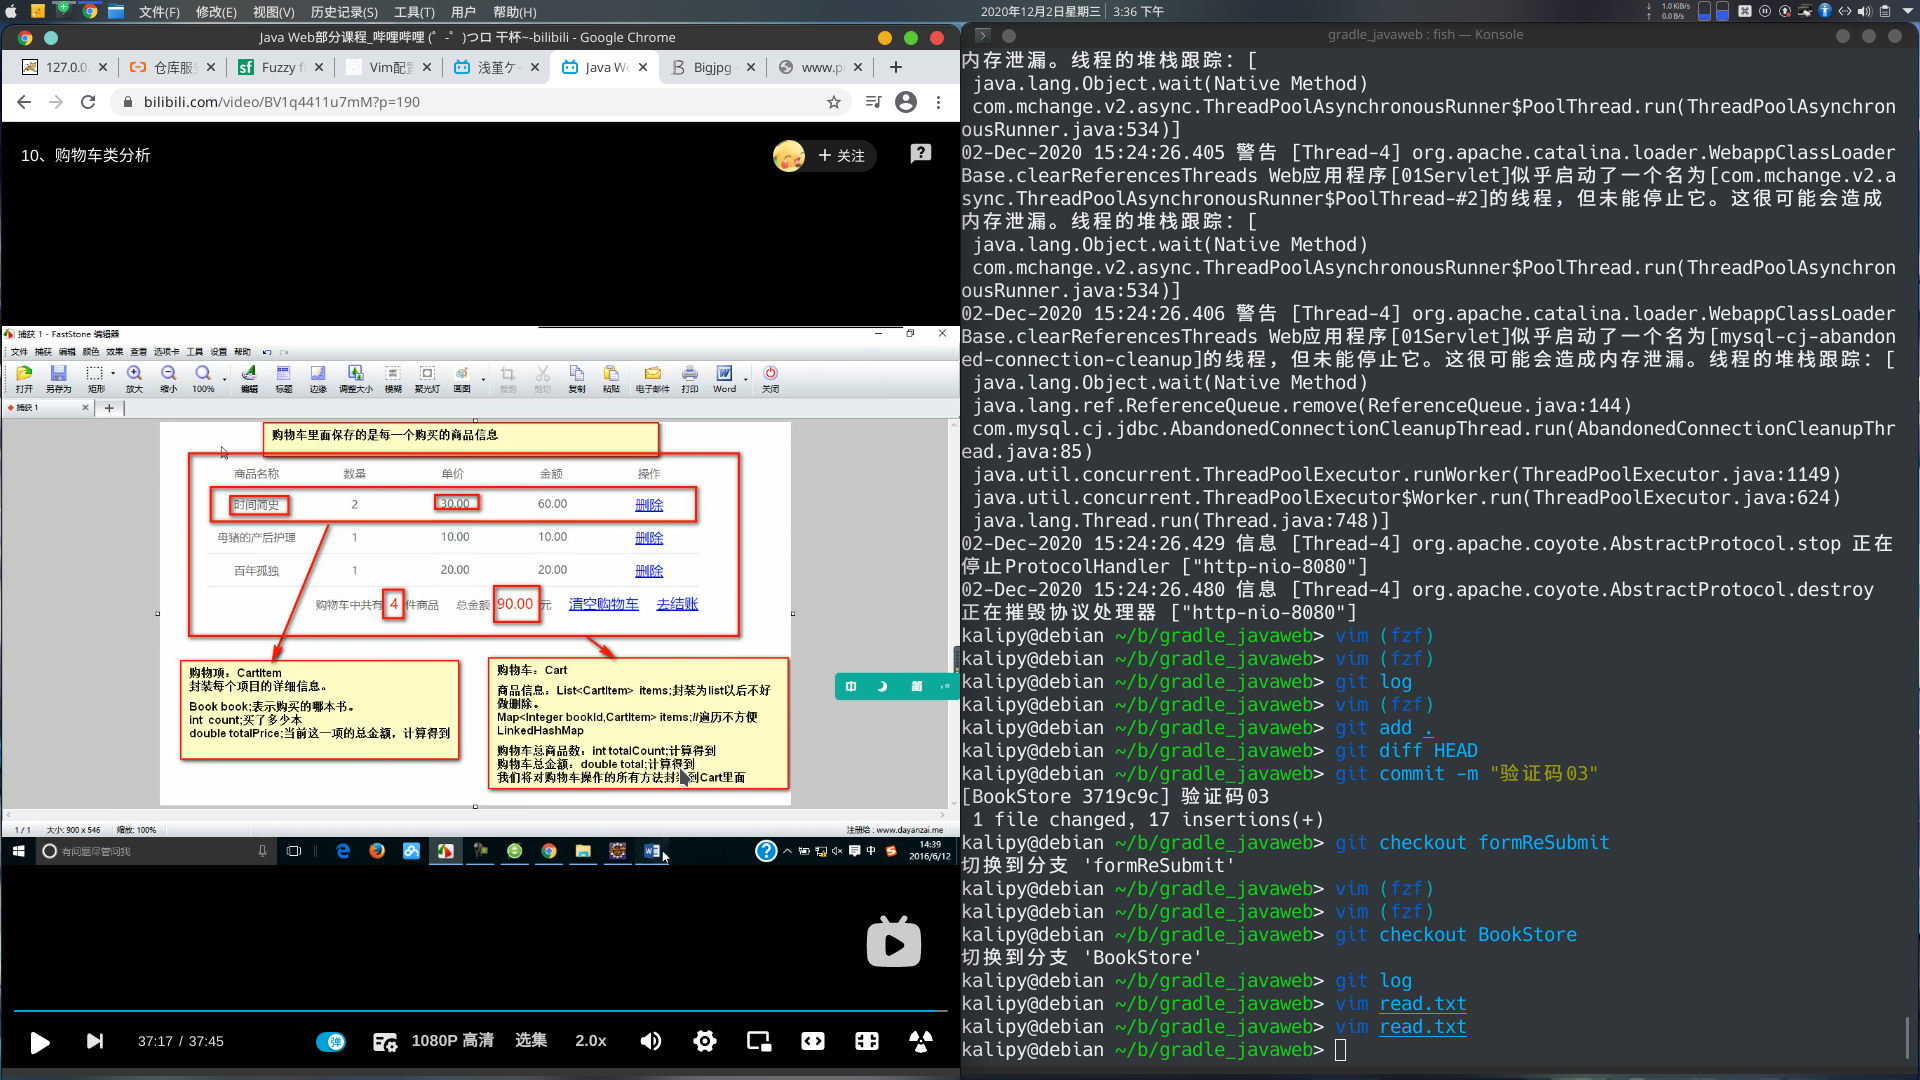 文件(F) 修改(E) 视图(V) 历史记录(S) 工具(T) 用户 帮助(H)
2020年12月2日星期三 3:36 下午
1.0KiB/s
0.0B/s
Java Web部分课程_哔哩哔哩 (゜-゜)つロ 干杯~-bilibili - Google Chrome
127.0.0. 仓库服务 Fuzzy f Vim配置 浅堇ケー Java We Bigjpg - www.p
bilibili.com/video/BV1q4411u7mM?p=190
10、购物车类分析
+ 关注
捕获 1 - FastStone 编辑器
文件 捕获 编辑 颜色 效果 查看 选项卡 工具 设置 帮助
打开 另存为 矩形 放大 缩小 100% 编辑 标题 边缘 调整大小 模糊 聚光灯 画图 裁剪 剪切 复制 粘贴 电子邮件 打印 Word 关闭
捕获 1
购物车里面保存的是每一个购买的商品信息
商品名称 数量 单价 金额 操作
时间简史 2 30.00 60.00 删除
母猪的产后护理 1 10.00 10.00 删除
百年孤独 1 20.00 20.00 删除
购物车中共有 4 件商品 总金额 90.00 元 清空购物车 去结账
购物项：CartItem
封装每个项目的详细信息。
Book book;表示购买的哪本书。
int count;买了多少本
double totalPrice;当前这一项的总金额，计算得到
购物车：Cart
商品信息：List<CartItem> items;封装为list以后不好
做删除。
Map<Integer bookId,CartItem> items;//遍历不方便
LinkedHashMap
购物车总商品数：int totalCount;计算得到
购物车总金额：double total;计算得到
我们将对购物车操作的所有方法封装到Cart里面
中 简
1 / 1 大小: 900 x 546 缩放: 100% 注册给 : www.dayanzai.me
有问题尽管问我
中
14:39
2016/6/12
37:17 / 37:45 弹 1080P 高清 选集 2.0x
gradle_javaweb : fish — Konsole
内存泄漏。线程的堆栈跟踪：[
 java.lang.Object.wait(Native Method)
 com.mchange.v2.async.ThreadPoolAsynchronousRunner$PoolThread.run(ThreadPoolAsynchron
ousRunner.java:534)]
02-Dec-2020 15:24:26.405 警告 [Thread-4] org.apache.catalina.loader.WebappClassLoader
Base.clearReferencesThreads Web应用程序[01Servlet]似乎启动了一个名为[com.mchange.v2.a
sync.ThreadPoolAsynchronousRunner$PoolThread-#2]的线程，但未能停止它。这很可能会造成
内存泄漏。线程的堆栈跟踪：[
 java.lang.Object.wait(Native Method)
 com.mchange.v2.async.ThreadPoolAsynchronousRunner$PoolThread.run(ThreadPoolAsynchron
ousRunner.java:534)]
02-Dec-2020 15:24:26.406 警告 [Thread-4] org.apache.catalina.loader.WebappClassLoader
Base.clearReferencesThreads Web应用程序[01Servlet]似乎启动了一个名为[mysql-cj-abandon
ed-connection-cleanup]的线程，但未能停止它。这很可能会造成内存泄漏。线程的堆栈跟踪：[
 java.lang.Object.wait(Native Method)
 java.lang.ref.ReferenceQueue.remove(ReferenceQueue.java:144)
 com.mysql.cj.jdbc.AbandonedConnectionCleanupThread.run(AbandonedConnectionCleanupThr
ead.java:85)
 java.util.concurrent.ThreadPoolExecutor.runWorker(ThreadPoolExecutor.java:1149)
 java.util.concurrent.ThreadPoolExecutor$Worker.run(ThreadPoolExecutor.java:624)
 java.lang.Thread.run(Thread.java:748)]
02-Dec-2020 15:24:26.429 信息 [Thread-4] org.apache.coyote.AbstractProtocol.stop 正在
停止ProtocolHandler ["http-nio-8080"]
02-Dec-2020 15:24:26.480 信息 [Thread-4] org.apache.coyote.AbstractProtocol.destroy
正在摧毁协议处理器 ["http-nio-8080"]
kalipy@debian ~/b/gradle_javaweb> vim (fzf)
kalipy@debian ~/b/gradle_javaweb> vim (fzf)
kalipy@debian ~/b/gradle_javaweb> git log
kalipy@debian ~/b/gradle_javaweb> vim (fzf)
kalipy@debian ~/b/gradle_javaweb> git add .
kalipy@debian ~/b/gradle_javaweb> git diff HEAD
kalipy@debian ~/b/gradle_javaweb> git commit -m "验证码03"
[BookStore 3719c9c] 验证码03
 1 file changed, 17 insertions(+)
kalipy@debian ~/b/gradle_javaweb> git checkout formReSubmit
切换到分支 'formReSubmit'
kalipy@debian ~/b/gradle_javaweb> vim (fzf)
kalipy@debian ~/b/gradle_javaweb> vim (fzf)
kalipy@debian ~/b/gradle_javaweb> git checkout BookStore
切换到分支 'BookStore'
kalipy@debian ~/b/gradle_javaweb> git log
kalipy@debian ~/b/gradle_javaweb> vim read.txt
kalipy@debian ~/b/gradle_javaweb> vim read.txt
kalipy@debian ~/b/gradle_javaweb>